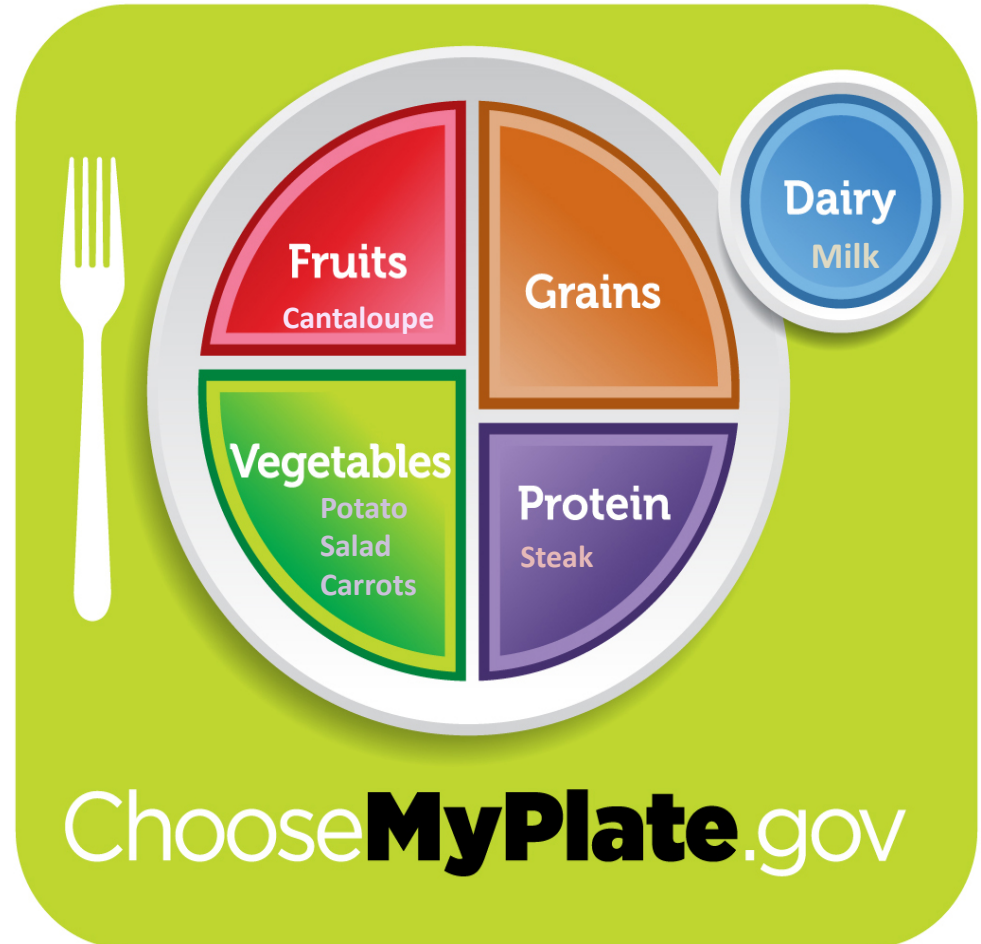 Fruits
Cantaloupe
Grains
Dairy
Milk
Vegetables
Potato
Salad
Carrots
Protein
Steak
ChooseMyPlate.gov